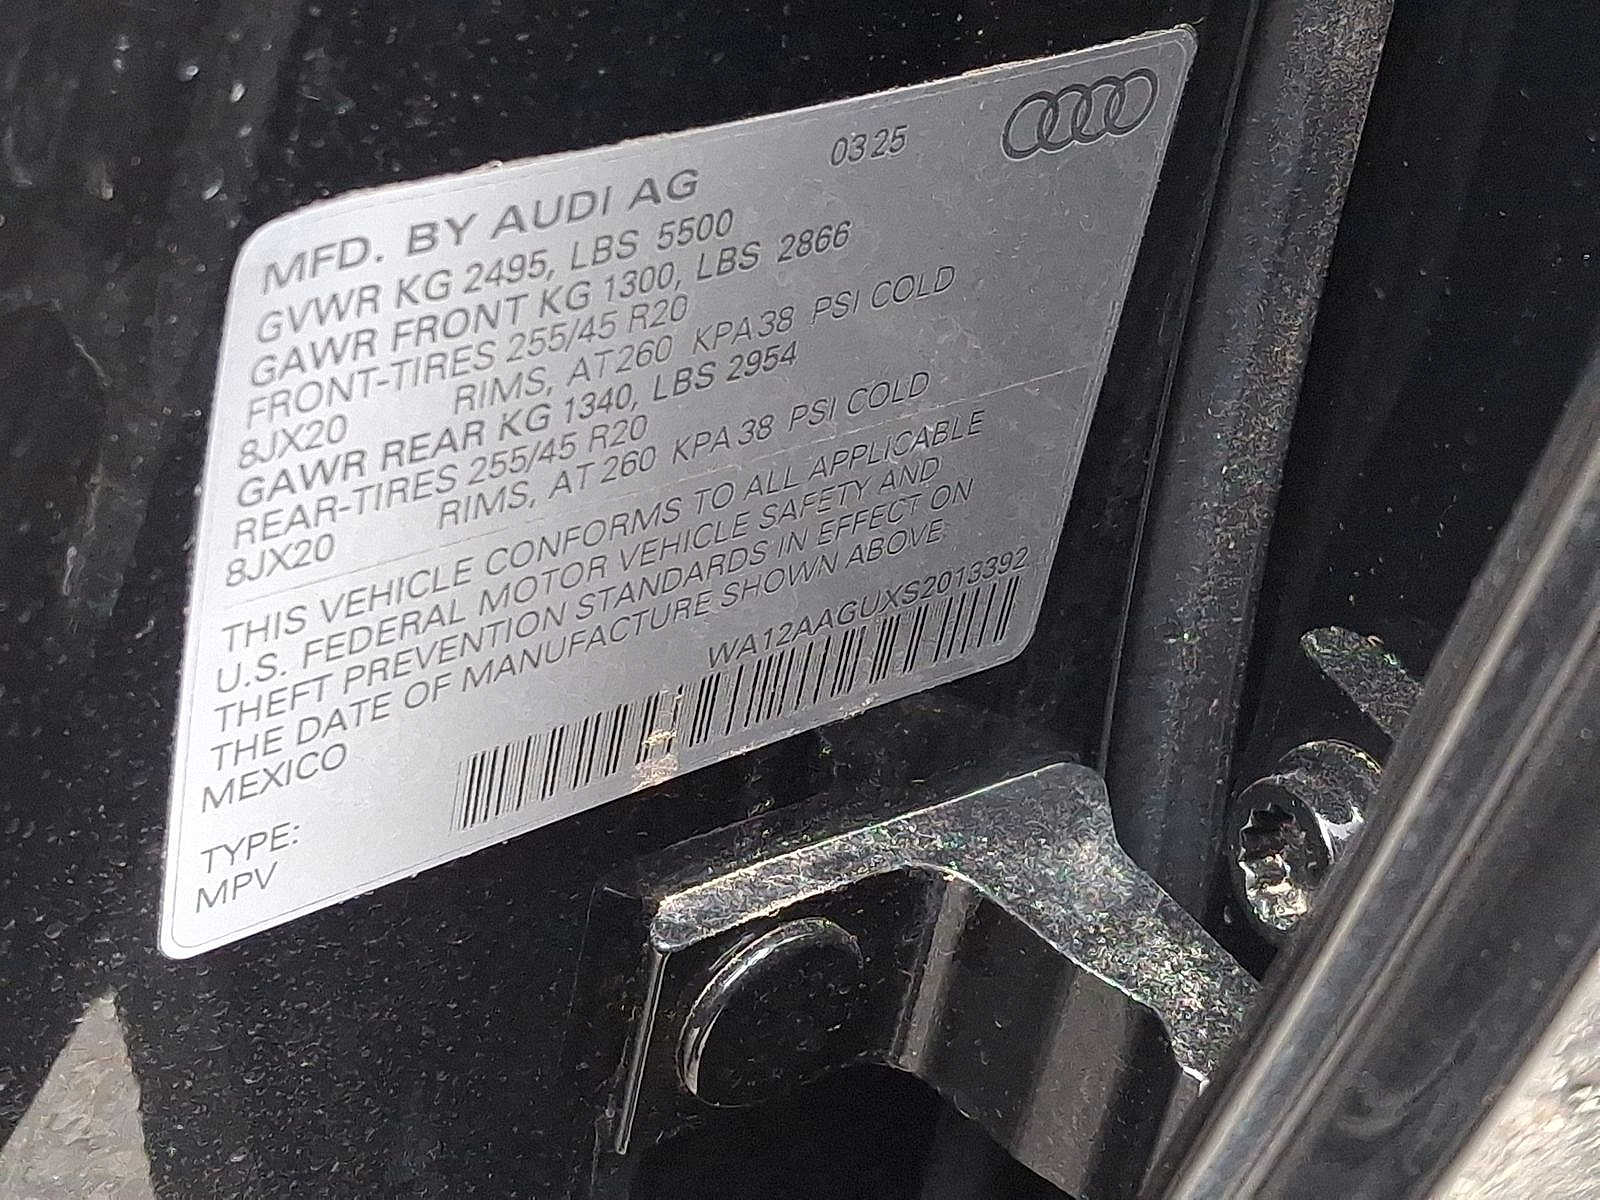 MFD. BY AUDI AG 0325
GVWR KG 2495, LBS 5500
GAWR FRONT KG 1300, LBS 2866
FRONT-TIRES 255/45 R20
8JX20 RIMS, AT 260 KPA 38 PSI COLD
GAWR REAR KG 1340, LBS 2954
REAR-TIRES 255/45 R20
8JX20 RIMS, AT 260 KPA 38 PSI COLD
THIS VEHICLE CONFORMS TO ALL APPLICABLE
U.S. FEDERAL MOTOR VEHICLE SAFETY AND
THEFT PREVENTION STANDARDS IN EFFECT ON
THE DATE OF MANUFACTURE SHOWN ABOVE.
MEXICO WA12AAGUXS2013392
TYPE:
MPV